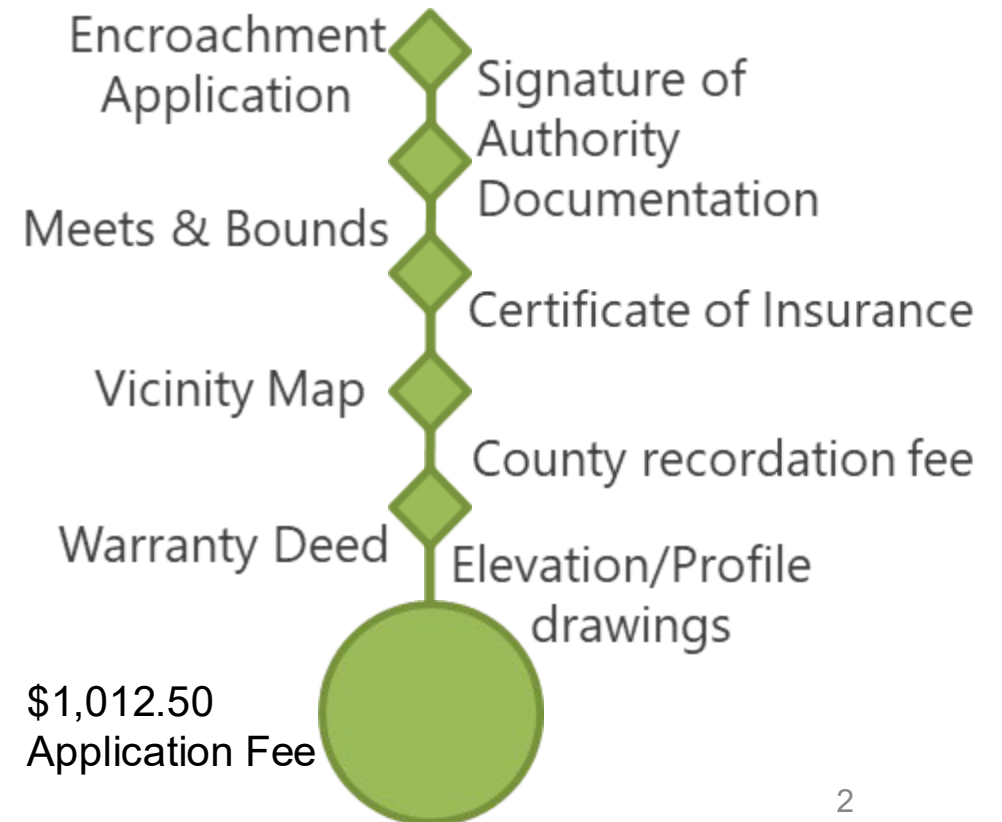 Encroachment
Application
Signature of
Authority
Documentation
Meets & Bounds
Certificate of Insurance
Vicinity Map
County recordation fee
Warranty Deed
Elevation/Profile
drawings
$1,012.50
Application Fee
2